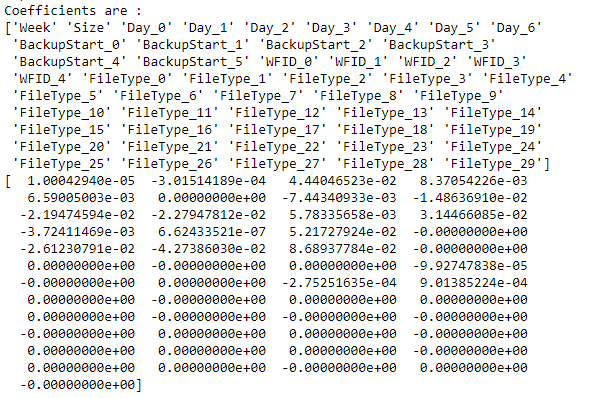 Coefficients are :
['Week' 'Size' 'Day_0' 'Day_1' 'Day_2' 'Day_3' 'Day_4' 'Day_5' 'Day_6'
'BackupStart_0' 'BackupStart_1' 'BackupStart_2' 'BackupStart_3'
'BackupStart_4' 'BackupStart_5' 'WFID_0' 'WFID_1' 'WFID_2' 'WFID_3'
'WFID_4' 'FileType_0' 'FileType_1' 'FileType_2' 'FileType_3' 'FileType_4'
'FileType_5' 'FileType_6' 'FileType_7' 'FileType_8' 'FileType_9'
'FileType_10' 'FileType_11' 'FileType_12' 'FileType_13' 'FileType_14'
'FileType_15' 'FileType_16' 'FileType_17' 'FileType_18' 'FileType_19'
'FileType_20' 'FileType_21' 'FileType_22' 'FileType_23' 'FileType_24'
'FileType_25' 'FileType_26' 'FileType_27' 'FileType_28' 'FileType_29']
[ 1.00042940e-05 -3.01514189e-04 4.44046523e-02 8.37054226e-03
6.59005003e-03 0.00000000e+00 -7.44340933e-03 -1.48636910e-02
-2.19474594e-02 -2.27947812e-02 5.78335658e-03 3.14466085e-02
-3.72411469e-03 6.62433521e-07 5.21727924e-02 -0.00000000e+00
-2.61230791e-02 -4.27386030e-02 8.68937784e-02 -0.00000000e+00
0.00000000e+00 -0.00000000e+00 0.00000000e+00 -9.92747838e-05
-0.00000000e+00 0.00000000e+00 -2.75251635e-04 9.01385224e-04
-0.00000000e+00 0.00000000e+00 0.00000000e+00 0.00000000e+00
0.00000000e+00 -0.00000000e+00 -0.00000000e+00 -0.00000000e+00
-0.00000000e+00 0.00000000e+00 0.00000000e+00 0.00000000e+00
0.00000000e+00 0.00000000e+00 0.00000000e+00 -0.00000000e+00
0.00000000e+00 0.00000000e+00 -0.00000000e+00 0.00000000e+00
-0.00000000e+00]